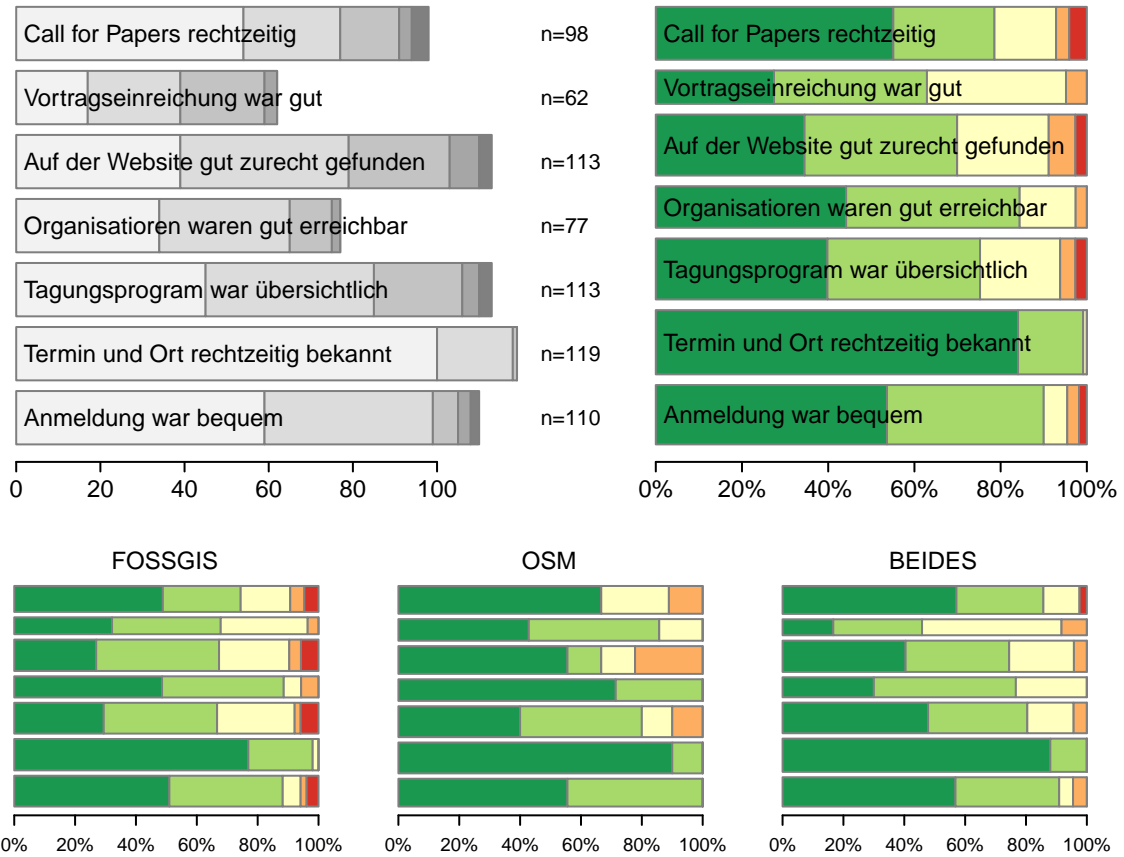 Call for Papers rechtzeitig n=98
Vortragseinreichung war gut n=62
Auf der Website gut zurecht gefunden n=113
Organisatioren waren gut erreichbar n=77
Tagungsprogram war übersichtlich n=113
Termin und Ort rechtzeitig bekannt n=119
Anmeldung war bequem n=110
0 20 40 60 80 100
Call for Papers rechtzeitig
Vortragseinreichung war gut
Auf der Website gut zurecht gefunden
Organisatioren waren gut erreichbar
Tagungsprogram war übersichtlich
Termin und Ort rechtzeitig bekannt
Anmeldung war bequem
0% 20% 40% 60% 80% 100%
FOSSGIS
0% 20% 40% 60% 80% 100%
OSM
0% 20% 40% 60% 80% 100%
BEIDES
0% 20% 40% 60% 80% 100%